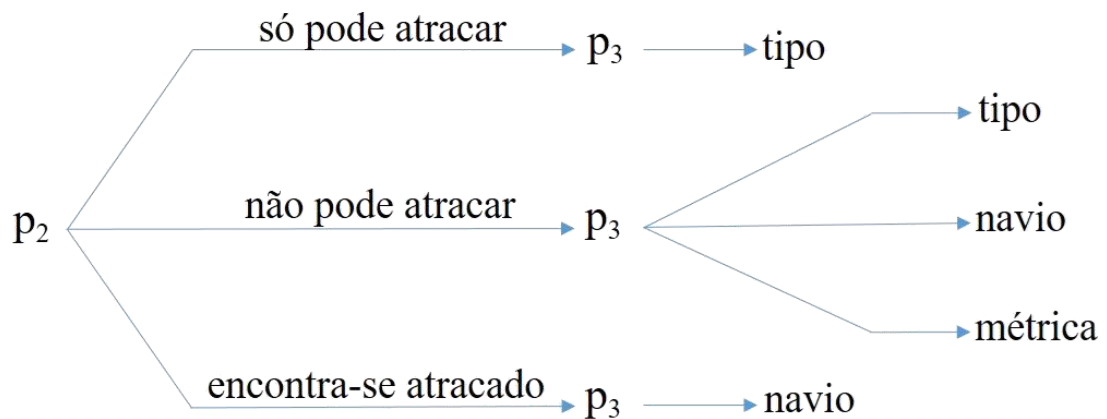 só pode atracar
p₃
tipo
tipo
p₂
não pode atracar
p₃
navio
métrica
encontra-se atracado
p₃
navio